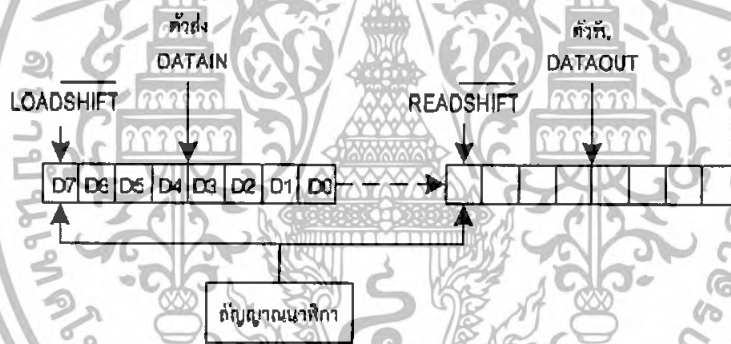 ตัวส่ง
DATAIN
LOADSHIFT
D7 D6 D5 D4 D3 D2 D1 D0
ตัวรับ
DATAOUT
READSHIFT
สัญญาณนาฬิกา